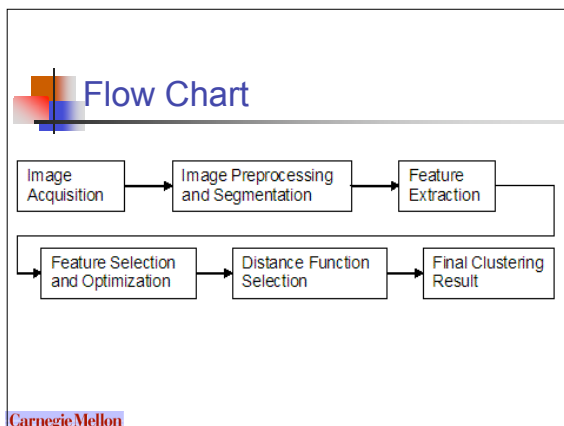 Flow Chart
Image
Acquisition
Image Preprocessing
and Segmentation
Feature
Extraction
Feature Selection
and Optimization
Distance Function
Selection
Final Clustering
Result
Carnegie Mellon